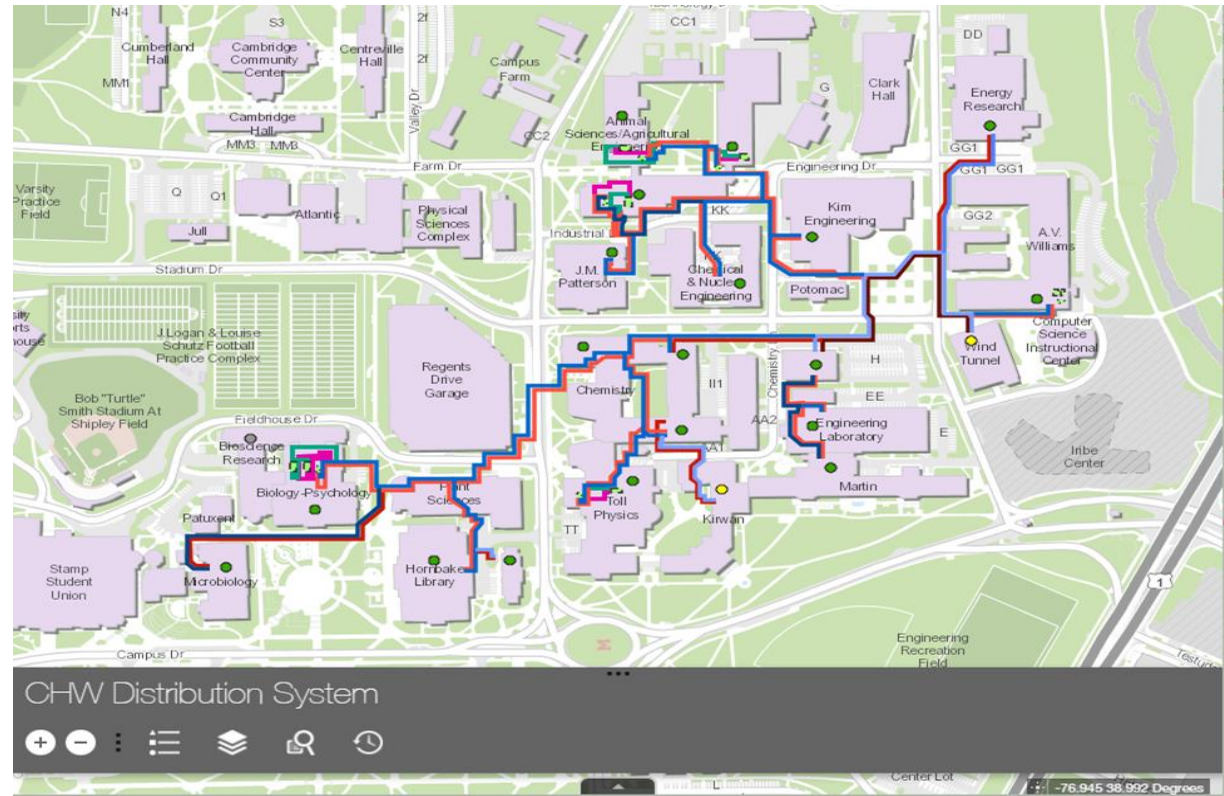 N4
S3
2f
CC1
Cumberland
Hall
Cambridge
Community
Center
Centreville
Hall
2f
Campus
Farm
DD
MM1
G
Clark
Hall
Energy
Research
Valley Dr
Cambridge
Hall
MM3 MM3
CC2
Animal
Sciences/Agricultural
Farm Dr
Engineering Dr
GG1
GG1 GG1
Varsity
Practice
Field
Q
Q1
Atlantic
Physical
Sciences
Complex
Jull
KK
Kim
Engineering
GG2
A.V.
Williams
Industrial
Stadium Dr
J.M.
Patterson
Chemical
& Nuclear
Engineering
Potomac
J.Logan & Louise
Schutz Football
Practice Complex
Computer
Science
Instructional
Center
Wind
Tunnel
Regents
Drive
Garage
Chemistry
II1
H
EE
Bob "Turtle"
Smith Stadium At
Shipley Field
Fieldhouse Dr
AA2
Engineering
Laboratory
E
Iribe
Center
Bioscience
Research
AA1
Biology-Psychology
Plant
Sciences
Martin
Toll
Physics
Kirwan
Patuxent
TT
Stamp
Student
Union
Microbiology
Hornbake
Library
1
M
Engineering
Recreation
Field
Campus Dr
CHW Distribution System
Center Lot
L
-76.945 38.992 Degrees